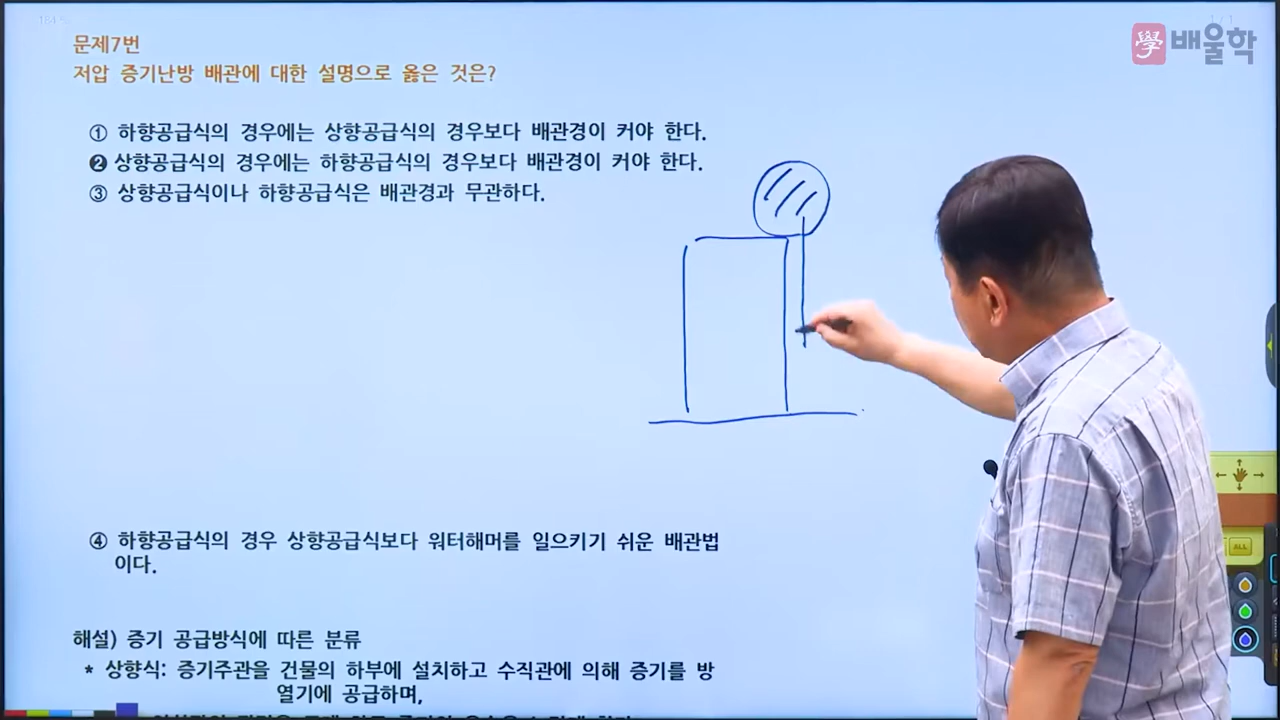 문제7번
저압 증기난방 배관에 대한 설명으로 옳은 것은?
① 하향공급식의 경우에는 상향공급식의 경우보다 배관경이 커야 한다.
❷ 상향공급식의 경우에는 하향공급식의 경우보다 배관경이 커야 한다.
③ 상향공급식이나 하향공급식은 배관경과 무관하다.
④ 하향공급식의 경우 상향공급식보다 워터해머를 일으키기 쉬운 배관법
이다.
해설) 증기 공급방식에 따른 분류
* 상향식: 증기주관을 건물의 하부에 설치하고 수직관에 의해 증기를 방
열기에 공급하며,
學 배울학
ALL